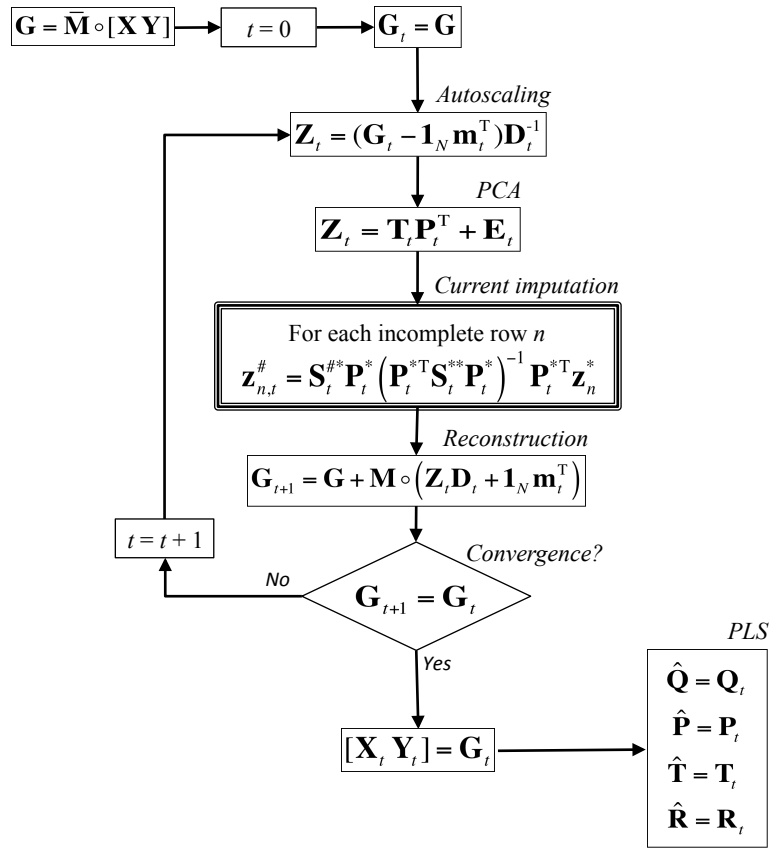 G = M̄ ∘ [X Y]
t = 0
G_t = G
Autoscaling
Z_t = (G_t − 1_N m_t^T) D_t^-1
PCA
Z_t = T_t P_t^T + E_t
Current imputation
For each incomplete row n
z_{n,t}^# = S_t^{#*} P_t^* (P_t^{*T} S_t^{**} P_t^*)^{−1} P_t^{*T} z_n^*
Reconstruction
G_{t+1} = G + M ∘ (Z_t D_t + 1_N m_t^T)
t = t + 1
Convergence?
No
G_{t+1} = G_t
Yes
PLS
[X_t Y_t] = G_t
Q̂ = Q_t
P̂ = P_t
T̂ = T_t
R̂ = R_t